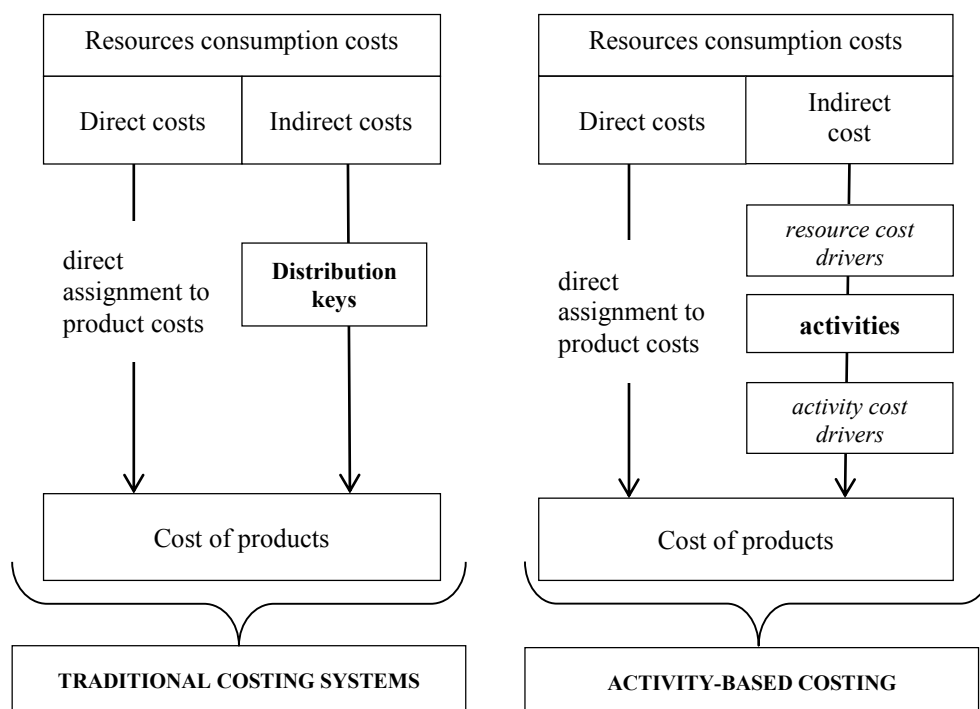 Resources consumption costs
Direct costs
Indirect costs
direct
assignment to
product costs
Distribution
keys
Cost of products
TRADITIONAL COSTING SYSTEMS
Resources consumption costs
Direct costs
Indirect
cost
direct
assignment to
product costs
resource cost
drivers
activities
activity cost
drivers
Cost of products
ACTIVITY-BASED COSTING